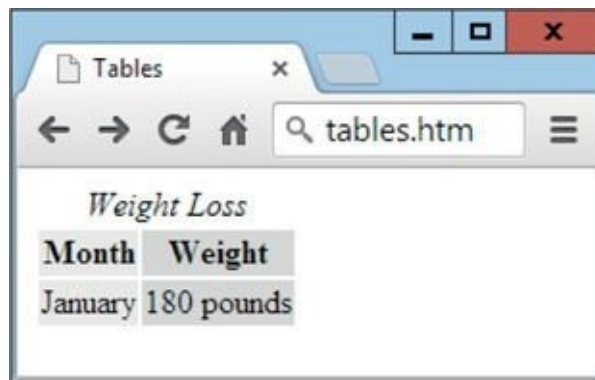 Tables
tables.htm
Weight Loss
Month Weight
January 180 pounds